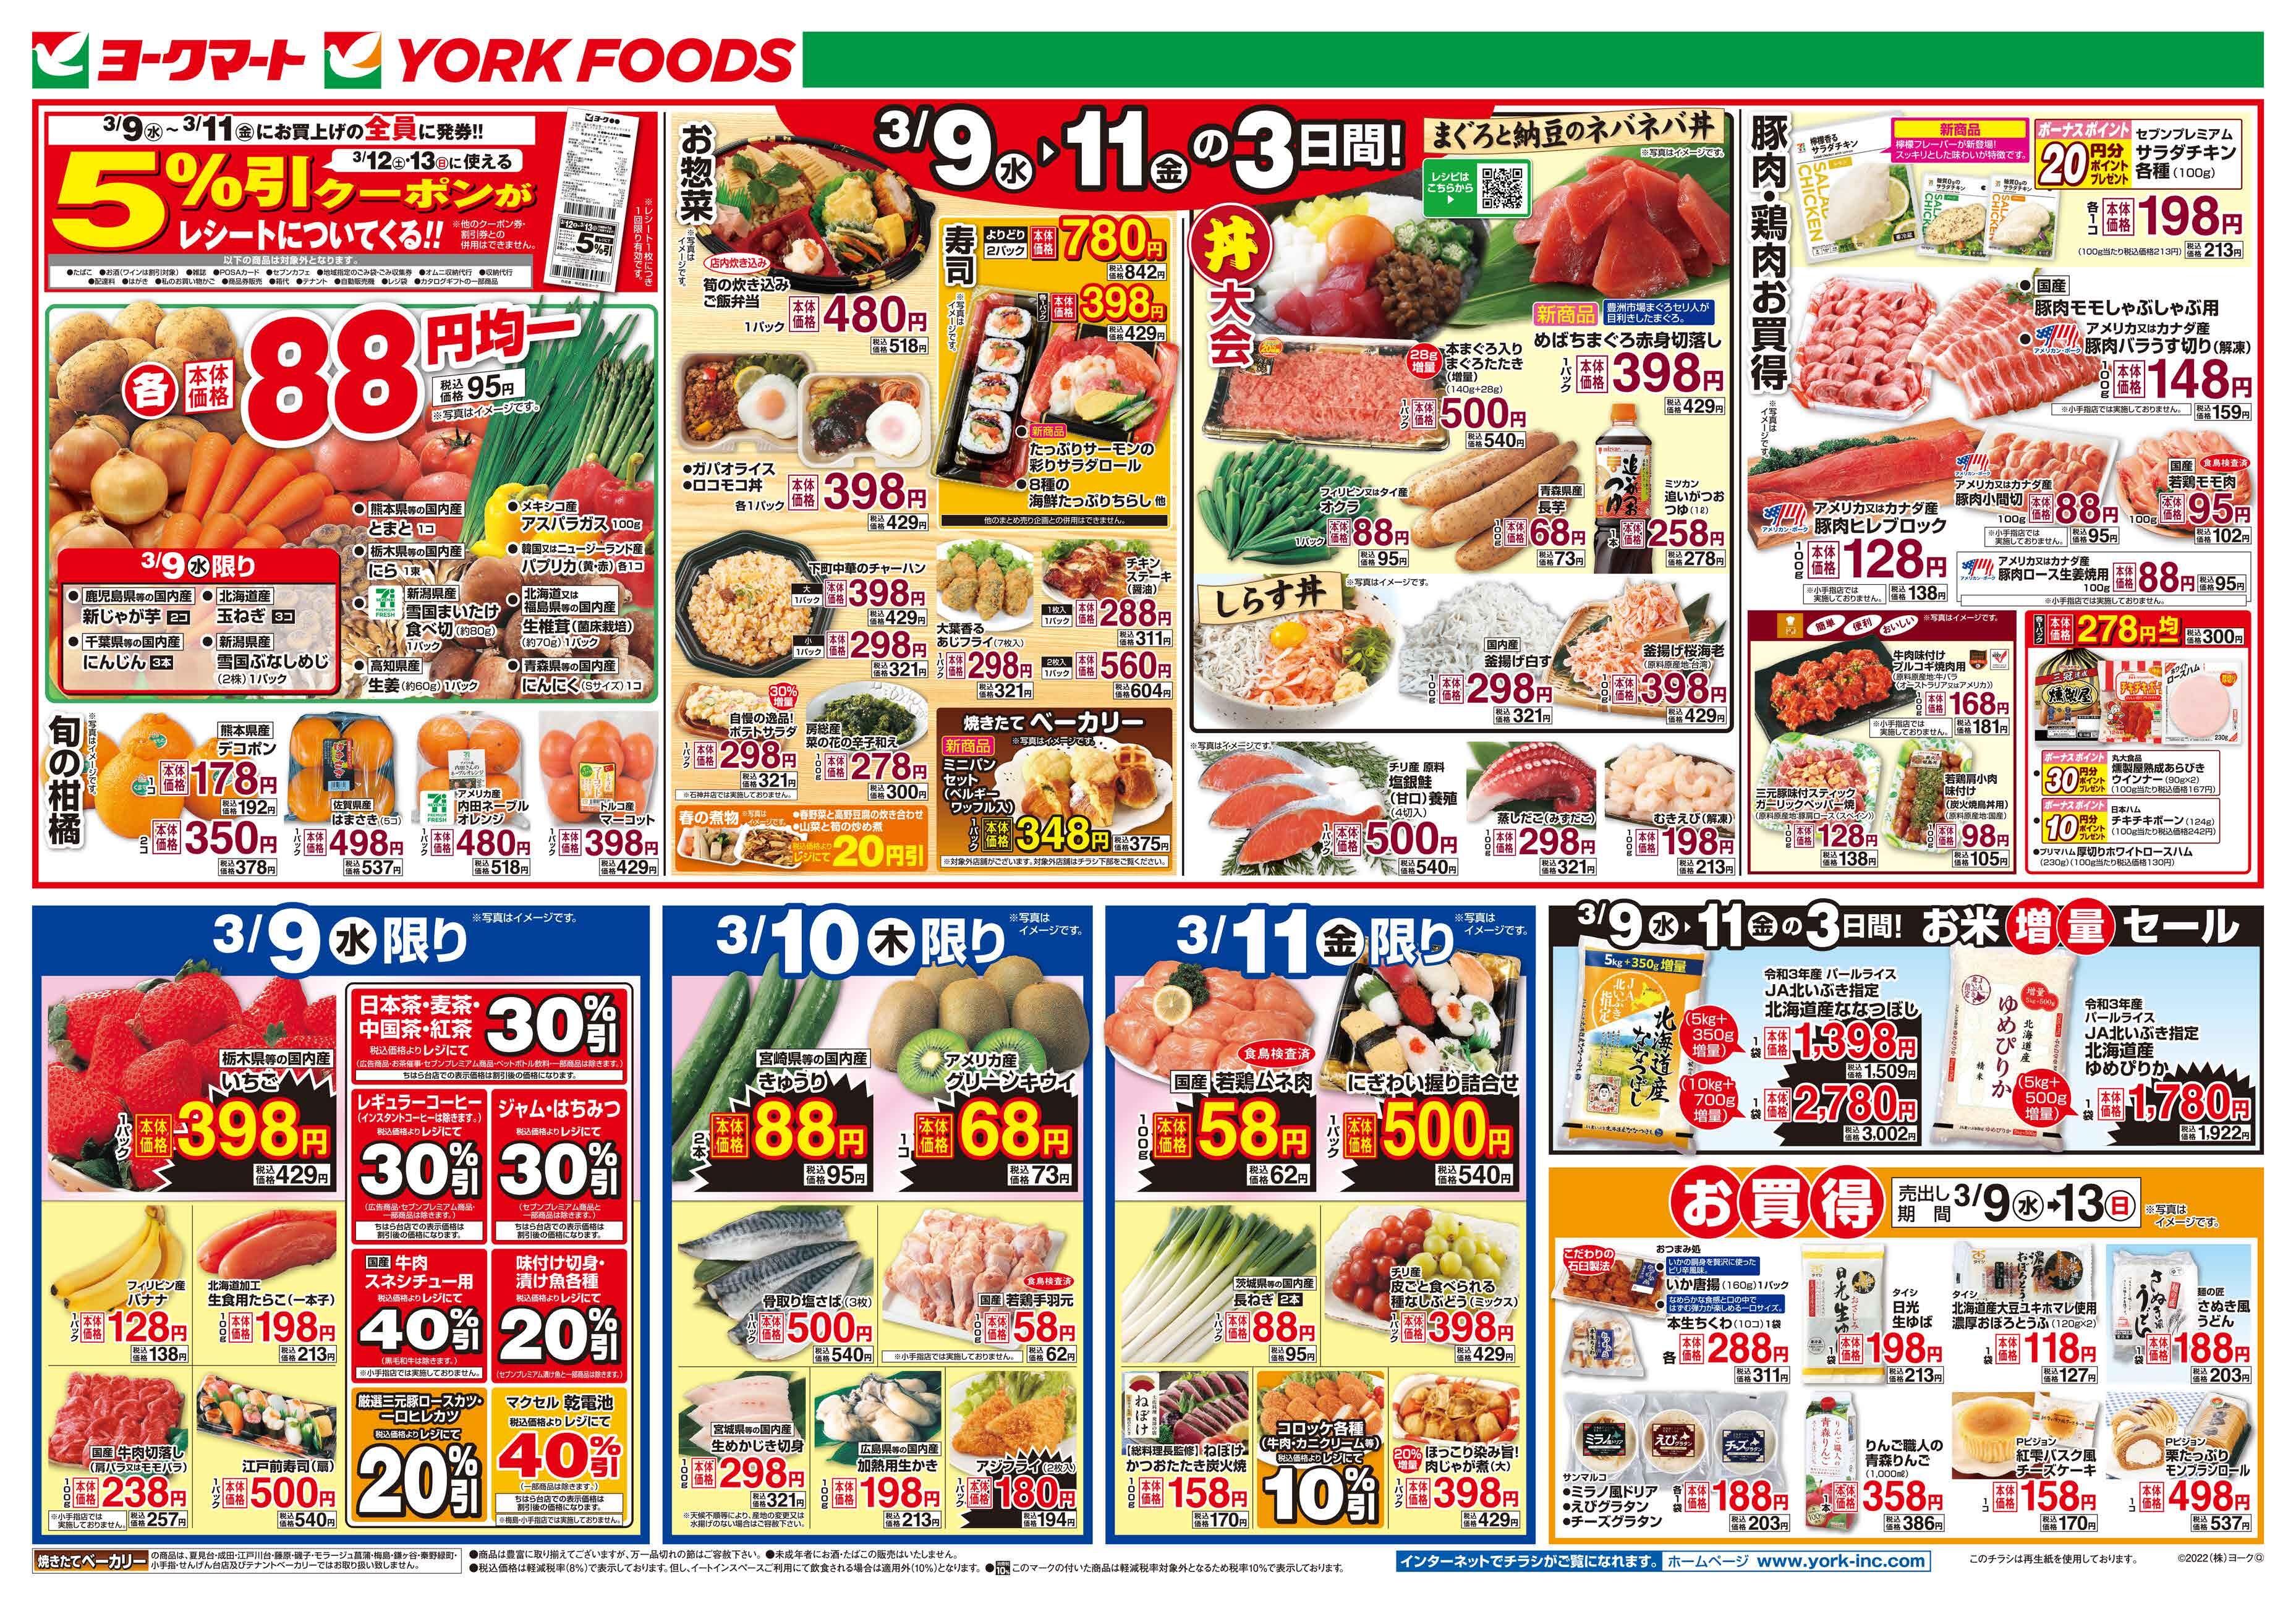 ヨークマート
YORK FOODS
3/9㊌～3/11㊎にお買上げの全員に発券!!
3/12㊏・13㊐に使える
5%引クーポンが
レシートについてくる!!
※他のクーポン券・
割引券との
併用はできません。
※レシート1枚につき
1回限り有効です。
以下の商品は対象外となります。
●たばこ ●お酒(ワインは割引対象) ●雑誌 ●POSAカード ●セブンカフェ ●地域指定のごみ袋・ごみ収集券 ●オムニ収納代行 ●収納代行
●配達料 ●はがき ●私のお買い物かご ●商品券販売 ●箱代 ●テナント ●自動販売機 ●レジ袋 ●カタログギフトの一部商品
各 本体価格 88円均一
税込価格 95円
※写真はイメージです。
●熊本県等の国内産
とまと 1コ
●栃木県等の国内産
にら 1束
新潟県産
雪国まいたけ
食べ切(約80g)
1パック
●高知県産
生姜(約60g) 1パック
●メキシコ産
アスパラガス 100g
●韓国又はニュージーランド産
パプリカ(黄・赤) 各1コ
●北海道又は
福島県等の国内産
生椎茸(菌床栽培)
(約70g) 1パック
●青森県等の国内産
にんにく(Sサイズ) 1コ
3/9㊌限り
●鹿児島県等の国内産
新じゃが芋 2コ
●北海道産
玉ねぎ 3コ
●千葉県等の国内産
にんじん 3本
●新潟県産
雪国ぶなしめじ
(2株) 1パック
旬の柑橘
※写真はイメージです。
熊本県産
デコポン
1コ 本体価格 178円
税込価格 192円
2コ 本体価格 350円
税込価格 378円
佐賀県産
はまさき(5コ)
1パック 本体価格 498円
税込価格 537円
アメリカ産
内田ネーブル
オレンジ
1パック 本体価格 480円
税込価格 518円
トルコ産
マーコット
1パック 本体価格 398円
税込価格 429円
3/9㊌▶11㊎の3日間!
お惣菜
※写真はイメージです。
店内炊き込み
筍の炊き込み
ご飯弁当
1パック 本体価格 480円
税込価格 518円
●ガパオライス
●ロコモコ丼
各1パック 本体価格 398円
税込価格 429円
寿司
※写真はイメージです。
よりどり 2パック 本体価格 780円
税込価格 842円
各1パック 本体価格 398円
税込価格 429円
●新商品
たっぷりサーモンの
彩りサラダロール
●8種の
海鮮たっぷりちらし 他
他のまとめ売り企画との併用はできません。
下町中華のチャーハン
大 1パック 本体価格 398円
税込価格 429円
小 1パック 本体価格 298円
税込価格 321円
大葉香る
あじフライ(7枚入)
1パック 本体価格 298円
税込価格 321円
チキン
ステーキ
(醤油)
1枚入 1パック 本体価格 288円
税込価格 311円
2枚入 1パック 本体価格 560円
税込価格 604円
30%増量
自慢の逸品!
ポテトサラダ
1パック 本体価格 298円
税込価格 321円
※石神井店では実施しておりません。
房総産
菜の花の辛子和え
100g 本体価格 278円
税込価格 300円
春の煮物 ※写真はイメージです。
●春野菜と高野豆腐の炊き合わせ
●山菜と筍の炒め煮
税込価格より
レジにて 20円引
焼きたて ベーカリー
新商品 ※写真はイメージです。
ミニパン
セット
(ベルギー
ワッフル入)
1パック 本体価格 348円
税込価格 375円
※対象外店舗がございます。対象外店舗はチラシ下部をご覧ください。
まぐろと納豆のネバネバ丼
※写真はイメージです。
レシピは
こちらから
丼大会
新商品
豊洲市場まぐろセリ人が
目利きしたまぐろ。
めばちまぐろ赤身切落し
1パック 本体価格 398円
税込価格 429円
28g増量
本まぐろ入り
まぐろたたき
(増量)
(140g+28g)
1パック 本体価格 500円
税込価格 540円
フィリピン又はタイ産
オクラ
1パック 本体価格 88円
税込価格 95円
青森県産
長芋
100g 本体価格 68円
税込価格 73円
ミツカン
追いがつお
つゆ(1ℓ)
1本 本体価格 258円
税込価格 278円
しらす丼
※写真はイメージです。
国内産
釜揚げ白す
100g 本体価格 298円
税込価格 321円
釜揚げ桜海老
(原料原産地:台湾)
100g 本体価格 398円
税込価格 429円
※写真はイメージです。
チリ産 原料
塩銀鮭
(甘口)養殖
(4切入)
1パック 本体価格 500円
税込価格 540円
蒸しだこ(みずだこ)
100g 本体価格 298円
税込価格 321円
むきえび(解凍)
100g 本体価格 198円
税込価格 213円
豚肉・鶏肉お買得
※写真はイメージです。
新商品
檸檬フレーバーが新登場!
スッキリとした味わいが特徴です。
ボーナスポイント
20円分ポイントプレゼント
セブンプレミアム
サラダチキン
各種(100g)
各1コ 本体価格 198円
(100g当たり税込価格213円) 税込価格 213円
●国産
豚肉モモしゃぶしゃぶ用
●アメリカ又はカナダ産
豚肉バラうす切り(解凍)
100g 本体価格 148円
※小手指店では実施しておりません。 税込価格 159円
アメリカ又はカナダ産
豚肉ヒレブロック
100g 本体価格 128円
※小手指店では
実施しておりません。 税込価格 138円
アメリカ又はカナダ産
豚肉小間切
100g 本体価格 88円
※小手指店では
実施しておりません。 税込価格 95円
国産 食鳥検査済
若鶏モモ肉
100g 本体価格 95円
税込価格 102円
アメリカ又はカナダ産
豚肉ロース生姜焼用
100g 本体価格 88円 税込価格 95円
※小手指店では実施しておりません。
簡単 便利 おいしい ※写真はイメージです。
牛肉味付け
プルコギ焼肉用
(原料原産地:牛バラ
(オーストラリア又はアメリカ))
100g 本体価格 168円
※小手指店では
実施しておりません。 税込価格 181円
三元豚味付スティック
ガーリックペッパー焼
(原料原産地:豚肩ロース(スペイン))
100g 本体価格 128円
税込価格 138円
若鶏肩小肉
味付け
(炭火焼鳥丼用)
(原料原産地:国産)
100g 本体価格 98円
税込価格 105円
各1パック 本体価格 278円均 税込価格 300円
ボーナスポイント
30円分ポイントプレゼント
丸大食品
燻製屋熟成あらびき
ウインナー(90g×2)
(100g当たり税込価格167円)
ボーナスポイント
10円分ポイントプレゼント
日本ハム
チキチキボーン(124g)
(100g当たり税込価格242円)
●プリマハム厚切りホワイトロースハム
(230g)(100g当たり税込価格130円)
3/9㊌限り ※写真はイメージです。
栃木県等の国内産
いちご
1パック 本体価格 398円
税込価格 429円
フィリピン産
バナナ
1パック 本体価格 128円
税込価格 138円
北海道加工
生食用たらこ(一本子)
100g 本体価格 198円
税込価格 213円
国産 牛肉切落し
(肩バラ又はモモバラ)
100g 本体価格 238円
※小手指店では
実施しておりません。 税込価格 257円
江戸前寿司(扇)
1パック 本体価格 500円
税込価格 540円
日本茶・麦茶・
中国茶・紅茶
税込価格よりレジにて 30%引
(広告商品・お茶催事・セブンプレミアム商品・ペットボトル飲料・一部商品は除きます。)
ちはら台店での表示価格は割引後の価格になります。
レギュラーコーヒー
(インスタントコーヒーは除きます。)
税込価格よりレジにて
30%引
(広告商品・セブンプレミアム商品・
一部商品は除きます。)
ちはら台店での表示価格は
割引後の価格になります。
ジャム・はちみつ
税込価格よりレジにて
30%引
(セブンプレミアム商品と
一部商品は除きます。)
ちはら台店での表示価格は
割引後の価格になります。
国産 牛肉
スネシチュー用
税込価格よりレジにて
40%引
(黒毛和牛は除きます。)
※小手指店では実施しておりません。
味付け切身・
漬け魚各種
税込価格よりレジにて
20%引
(セブンプレミアム漬け魚と一部商品は除きます。)
厳選三元豚ロースカツ・
一口ヒレカツ
税込価格よりレジにて
20%引
マクセル 乾電池
税込価格よりレジにて
40%引
(一部商品は除きます。)
ちはら台店での表示価格は
割引後の価格になります。
※梅島・小手指店では実施しておりません。
3/10㊍限り ※写真は
イメージです。
宮崎県等の国内産
きゅうり
2本 本体価格 88円
税込価格 95円
アメリカ産
グリーンキウイ
1コ 本体価格 68円
税込価格 73円
骨取り塩さば(3枚)
1パック 本体価格 500円
税込価格 540円
食鳥検査済
国産 若鶏手羽元
100g 本体価格 58円
※小手指店では実施しておりません。 税込価格 62円
宮城県等の国内産
生めかじき切身
100g 本体価格 298円
税込価格 321円
※天候不順等により、産地の変更又は
水揚げのない場合はご容赦下さい。
広島県等の国内産
加熱用生かき
100g 本体価格 198円
税込価格 213円
アジフライ(2枚入)
1パック 本体価格 180円
税込価格 194円
3/11㊎限り ※写真は
イメージです。
食鳥検査済
国産 若鶏ムネ肉
100g 本体価格 58円
税込価格 62円
にぎわい握り詰合せ
1パック 本体価格 500円
税込価格 540円
茨城県等の国内産
長ねぎ 2本
1パック 本体価格 88円
税込価格 95円
チリ産
皮ごと食べられる
種なしぶどう(ミックス)
1パック 本体価格 398円
税込価格 429円
【総料理長監修】ねぼけ
かつおたたき炭火焼
100g 本体価格 158円
税込価格 170円
コロッケ各種
(牛肉・カニクリーム等)
税込価格よりレジにて
10%引
20%増量
ほっこり染み旨!
肉じゃが煮(大)
1パック 本体価格 398円
税込価格 429円
3/9㊌▶11㊎の3日間! お米増量セール
5kg+350g増量
令和3年産 パールライス
JA北いぶき指定
北海道産ななつぼし
(5kg+350g増量) 1袋 本体価格 1,398円
税込価格 1,509円
(10kg+700g増量) 1袋 本体価格 2,780円
税込価格 3,002円
令和3年産
パールライス
JA北いぶき指定
北海道産
ゆめぴりか
(5kg+500g増量) 1袋 本体価格 1,780円
税込価格 1,922円
お買得 売出し期間 3/9㊌➡13㊐ ※写真は
イメージです。
こだわりの
石臼製法
おつまみ処
●いかの胴身を贅沢に使った
ピリ辛風味。
いか唐揚(160g) 1パック
●なめらかな食感と口の中で
はずむ弾力が楽しめる一口サイズ。
本生ちくわ(10コ) 1袋
各 本体価格 288円
税込価格 311円
タイシ
日光
生ゆば
1袋 本体価格 198円
税込価格 213円
タイシ
北海道産大豆ユキホマレ使用
濃厚おぼろとうふ(120g×2)
1袋 本体価格 118円
税込価格 127円
麺の匠
さぬき風
うどん
1袋 本体価格 188円
税込価格 203円
サンマルコ
●ミラノ風ドリア
●えびグラタン
●チーズグラタン
各1袋 本体価格 188円
税込価格 203円
りんご職人の
青森りんご
(1,000mℓ)
1本 本体価格 358円
税込価格 386円
Pビジョン
紅雫バスク風
チーズケーキ
1コ 本体価格 158円
税込価格 170円
Pビジョン
栗たっぷり
モンブランロール
1コ 本体価格 498円
税込価格 537円
焼きたてベーカリー の商品は、夏見台・成田・江戸川台・藤原・磯子・モラージュ菖蒲・梅島・鎌ヶ谷・秦野緑町・
小手指・せんげん台店及びテナントベーカリーではお取り扱い致しません。
●商品は豊富に取り揃えてございますが、万一品切れの節はご容赦下さい。 ●未成年者にお酒・たばこの販売はいたしません。
●税込価格は軽減税率(8%)で表示しております。但し、イートインスペースご利用にて飲食される場合は適用外(10%)となります。 ●このマークの付いた商品は軽減税率対象外となるため税率10%で表示しております。
インターネットでチラシがご覧になれます。 ホームページ www.york-inc.com
このチラシは再生紙を使用しております。
©2022(株)ヨークⓆ